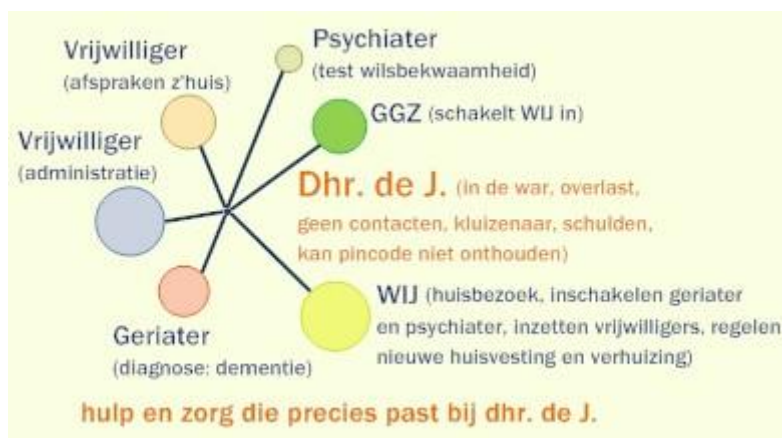 Vrijwilliger
(afspraken z'huis)
Psychiater
(test wilsbekwaamheid)
GGZ (schakelt WIJ in)
Vrijwilliger
(administratie)
Dhr. de J. (in de war, overlast,
geen contacten, kluizenaar, schulden,
kan pincode niet onthouden)
WIJ (huisbezoek, inschakelen geriater
en psychiater, inzetten vrijwilligers, regelen
nieuwe huisvesting en verhuizing)
Geriater
(diagnose: dementie)
hulp en zorg die precies past bij dhr. de J.